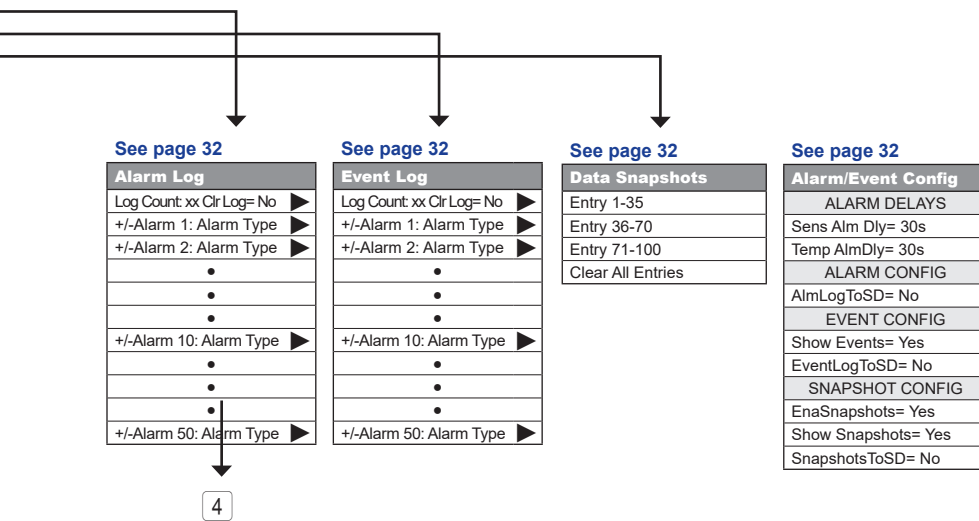 See page 32
Alarm Log
Log Count: xx Clr Log= No
+/-Alarm 1: Alarm Type
+/-Alarm 2: Alarm Type
+/-Alarm 10: Alarm Type
+/-Alarm 50: Alarm Type
4
See page 32
Event Log
Log Count: xx Clr Log= No
+/-Alarm 1: Alarm Type
+/-Alarm 2: Alarm Type
+/-Alarm 10: Alarm Type
+/-Alarm 50: Alarm Type
See page 32
Data Snapshots
Entry 1-35
Entry 36-70
Entry 71-100
Clear All Entries
See page 32
Alarm/Event Config
ALARM DELAYS
Sens Alm Dly= 30s
Temp AlmDly= 30s
ALARM CONFIG
AlmLogToSD= No
EVENT CONFIG
Show Events= Yes
EventLogToSD= No
SNAPSHOT CONFIG
EnaSnapshots= Yes
Show Snapshots= Yes
SnapshotsToSD= No